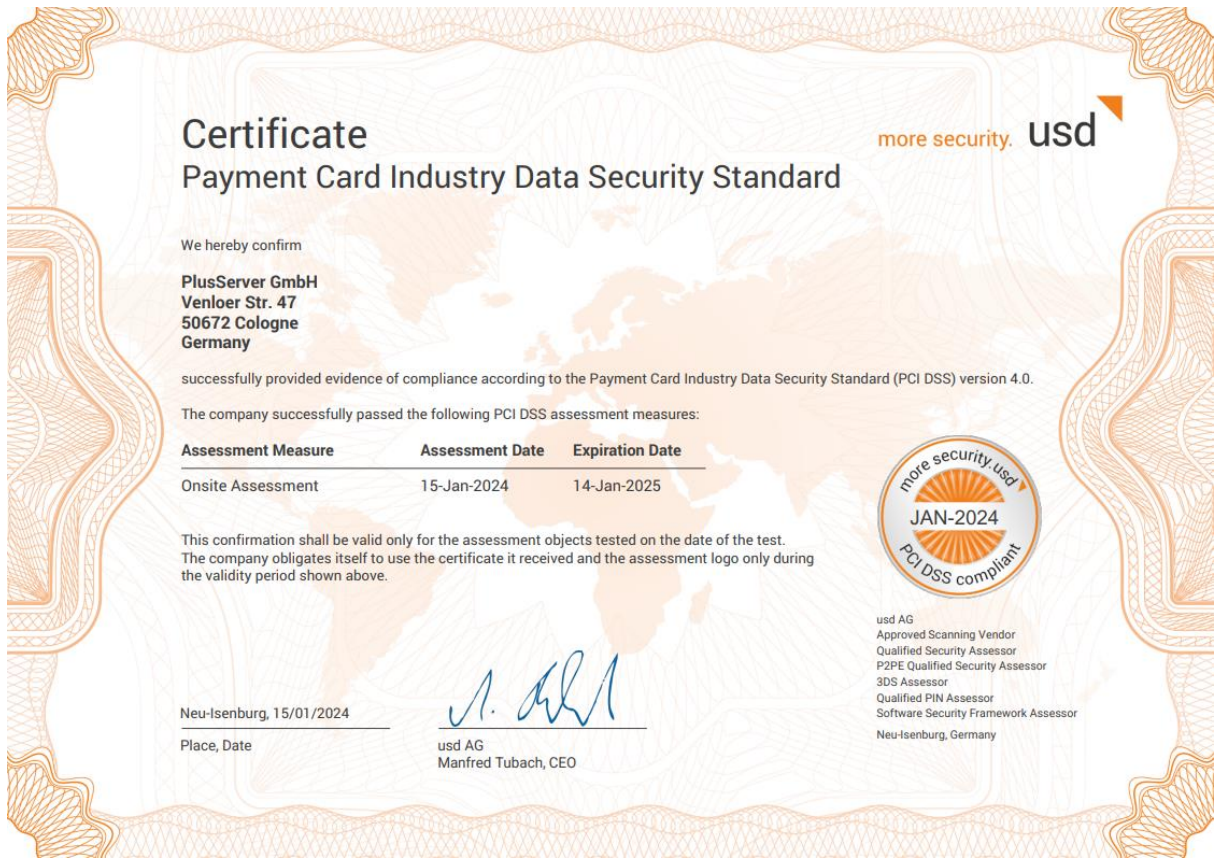 Certificate
more security. usd
Payment Card Industry Data Security Standard
We hereby confirm
PlusServer GmbH
Venloer Str. 47
50672 Cologne
Germany
successfully provided evidence of compliance according to the Payment Card Industry Data Security Standard (PCI DSS) version 4.0.
The company successfully passed the following PCI DSS assessment measures:
Assessment Measure Assessment Date Expiration Date
Onsite Assessment 15-Jan-2024 14-Jan-2025
This confirmation shall be valid only for the assessment objects tested on the date of the test.
The company obligates itself to use the certificate it received and the assessment logo only during
the validity period shown above.
more security.usd
JAN-2024
PCI DSS compliant
usd AG
Approved Scanning Vendor
Qualified Security Assessor
P2PE Qualified Security Assessor
3DS Assessor
Qualified PIN Assessor
Software Security Framework Assessor
Neu-Isenburg, Germany
Neu-Isenburg, 15/01/2024
Place, Date
usd AG
Manfred Tubach, CEO